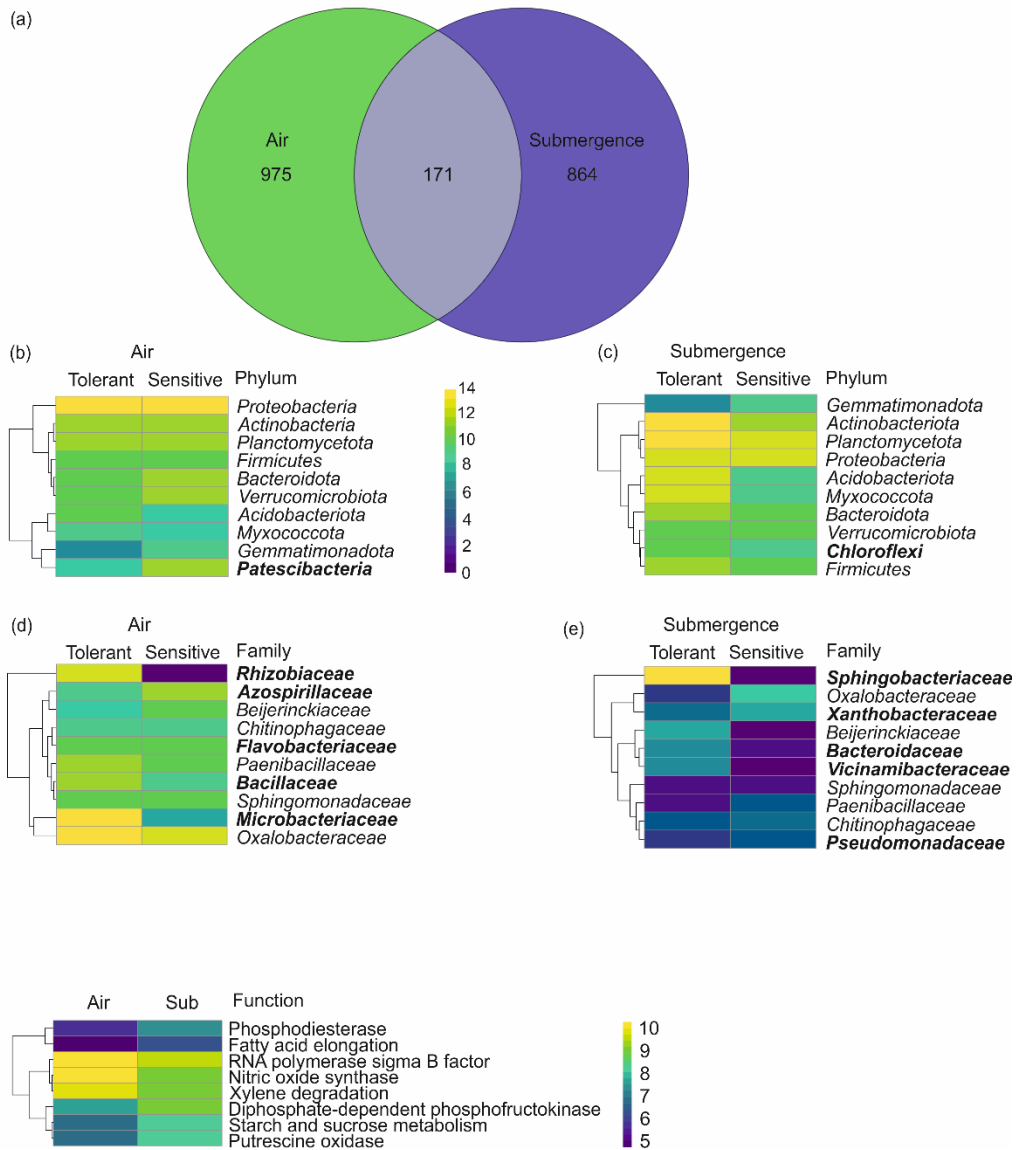 (a)
Air
Submergence
975
171
864
(b)
Air
Tolerant Sensitive Phylum
Proteobacteria
Actinobacteria
Planctomycetota
Firmicutes
Bacteroidota
Verrucomicrobiota
Acidobacteriota
Myxococcota
Gemmatimonadota
Patescibacteria
14
12
10
8
6
4
2
0
(c)
Submergence
Tolerant Sensitive Phylum
Gemmatimonadota
Actinobacteriota
Planctomycetota
Proteobacteria
Acidobacteriota
Myxococcota
Bacteroidota
Verrucomicrobiota
Chloroflexi
Firmicutes
(d)
Air
Tolerant Sensitive Family
Rhizobiaceae
Azospirillaceae
Beijerinckiaceae
Chitinophagaceae
Flavobacteriaceae
Paenibacillaceae
Bacillaceae
Sphingomonadaceae
Microbacteriaceae
Oxalobacteraceae
(e)
Submergence
Tolerant Sensitive Family
Sphingobacteriaceae
Oxalobacteraceae
Xanthobacteraceae
Beijerinckiaceae
Bacteroidaceae
Vicinamibacteraceae
Sphingomonadaceae
Paenibacillaceae
Chitinophagaceae
Pseudomonadaceae
Air Sub Function
Phosphodiesterase
Fatty acid elongation
RNA polymerase sigma B factor
Nitric oxide synthase
Xylene degradation
Diphosphate-dependent phosphofructokinase
Starch and sucrose metabolism
Putrescine oxidase
10
9
8
7
6
5